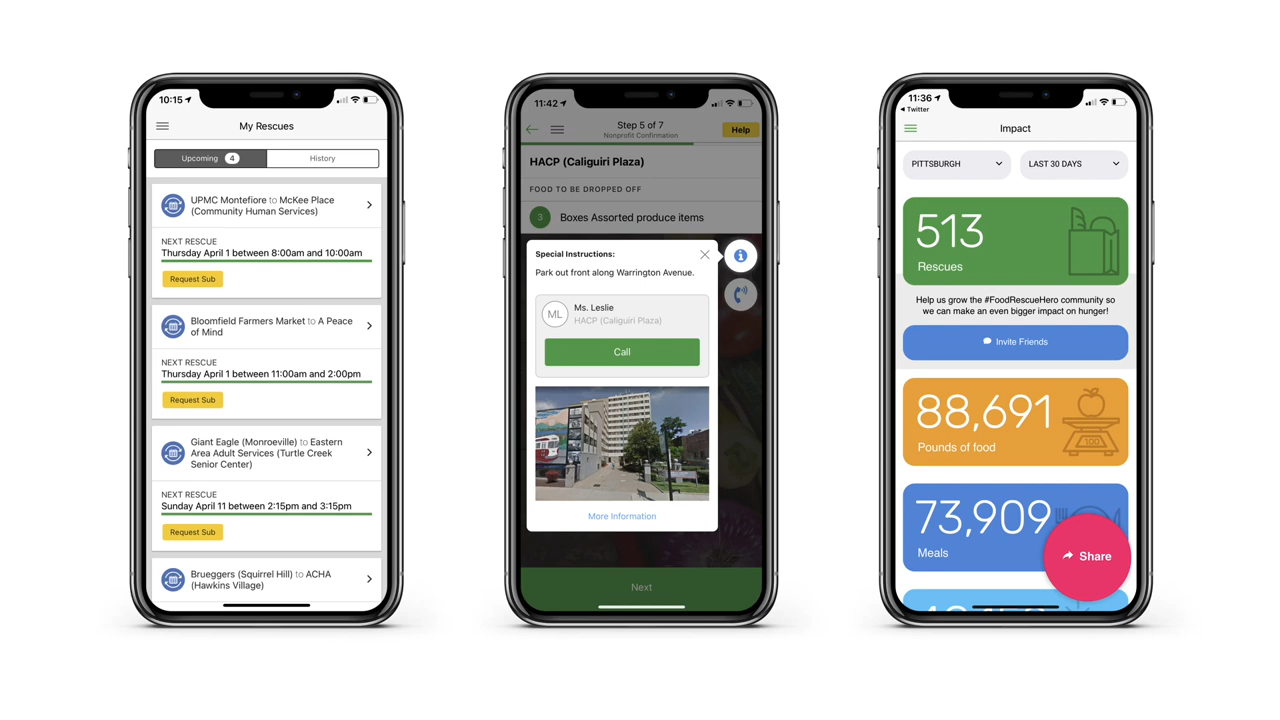 10:15
My Rescues
Upcoming 4
History
UPMC Montefiore to McKee Place
(Community Human Services)
NEXT RESCUE
Thursday April 1 between 8:00am and 10:00am
Request Sub
Bloomfield Farmers Market to A Peace
of Mind
NEXT RESCUE
Thursday April 1 between 11:00am and 2:00pm
Request Sub
Giant Eagle (Monroeville) to Eastern
Area Adult Services (Turtle Creek
Senior Center)
NEXT RESCUE
Sunday April 11 between 2:15pm and 3:15pm
Request Sub
Brueggers (Squirrel Hill) to ACHA
(Hawkins Village)
11:42
Step 5 of 7
Nonprofit Confirmation
Help
HACP (Caliguiri Plaza)
FOOD TO BE DROPPED OFF
3 Boxes Assorted produce items
Special Instructions:
Park out front along Warrington Avenue.
ML
Ms. Leslie
HACP (Caliguiri Plaza)
Call
More Information
Next
11:36
Twitter
Impact
PITTSBURGH
LAST 30 DAYS
513
Rescues
Help us grow the #FoodRescueHero community so
we can make an even bigger impact on hunger!
Invite Friends
88,691
100
Pounds of food
73,909
Meals
Share